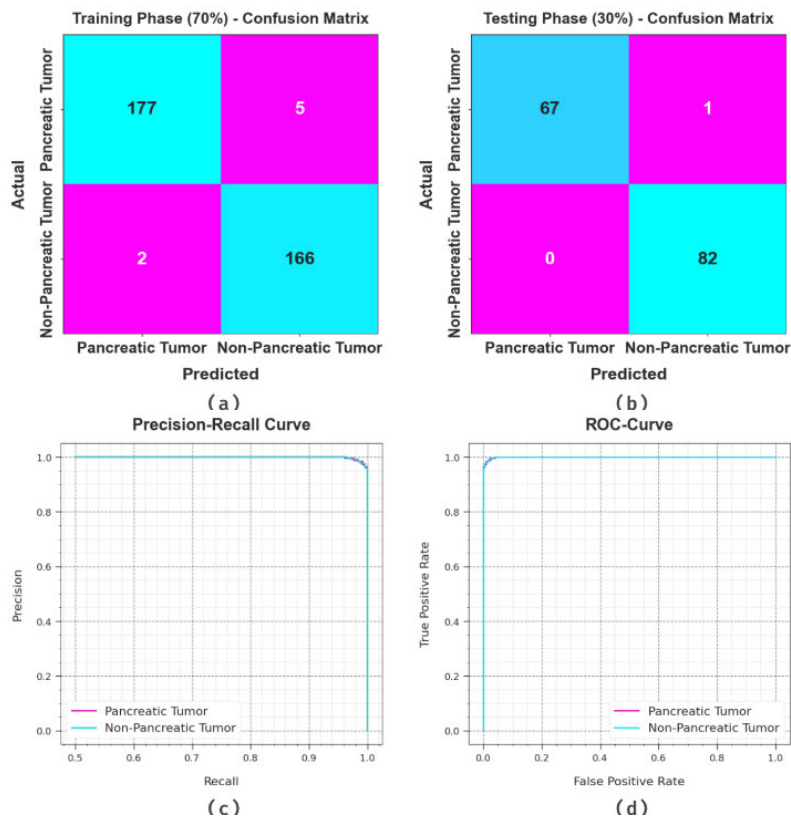 Training Phase (70%) - Confusion Matrix
Actual
Pancreatic Tumor
Non-Pancreatic Tumor
177
5
2
166
Pancreatic Tumor
Non-Pancreatic Tumor
Predicted
(a)
Testing Phase (30%) - Confusion Matrix
Actual
Pancreatic Tumor
Non-Pancreatic Tumor
67
1
0
82
Pancreatic Tumor
Non-Pancreatic Tumor
Predicted
(b)
Precision-Recall Curve
Precision
1.0
0.8
0.6
0.4
0.2
0.0
Pancreatic Tumor
Non-Pancreatic Tumor
0.5 0.6 0.7 0.8 0.9 1.0
Recall
(c)
ROC-Curve
True Positive Rate
1.0
0.8
0.6
0.4
0.2
0.0
Pancreatic Tumor
Non-Pancreatic Tumor
0.0 0.2 0.4 0.6 0.8 1.0
False Positive Rate
(d)